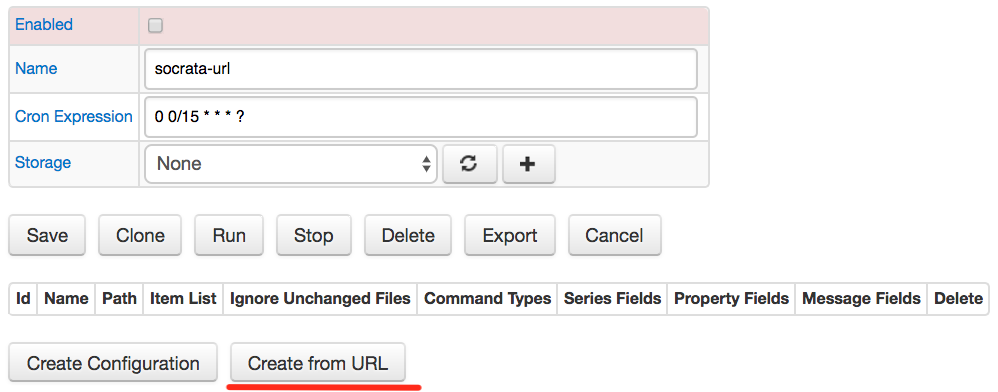 Enabled
Name socrata-url
Cron Expression 0 0/15 * * * ?
Storage None
Save Clone Run Stop Delete Export Cancel
Id Name Path Item List Ignore Unchanged Files Command Types Series Fields Property Fields Message Fields Delete
Create Configuration Create from URL